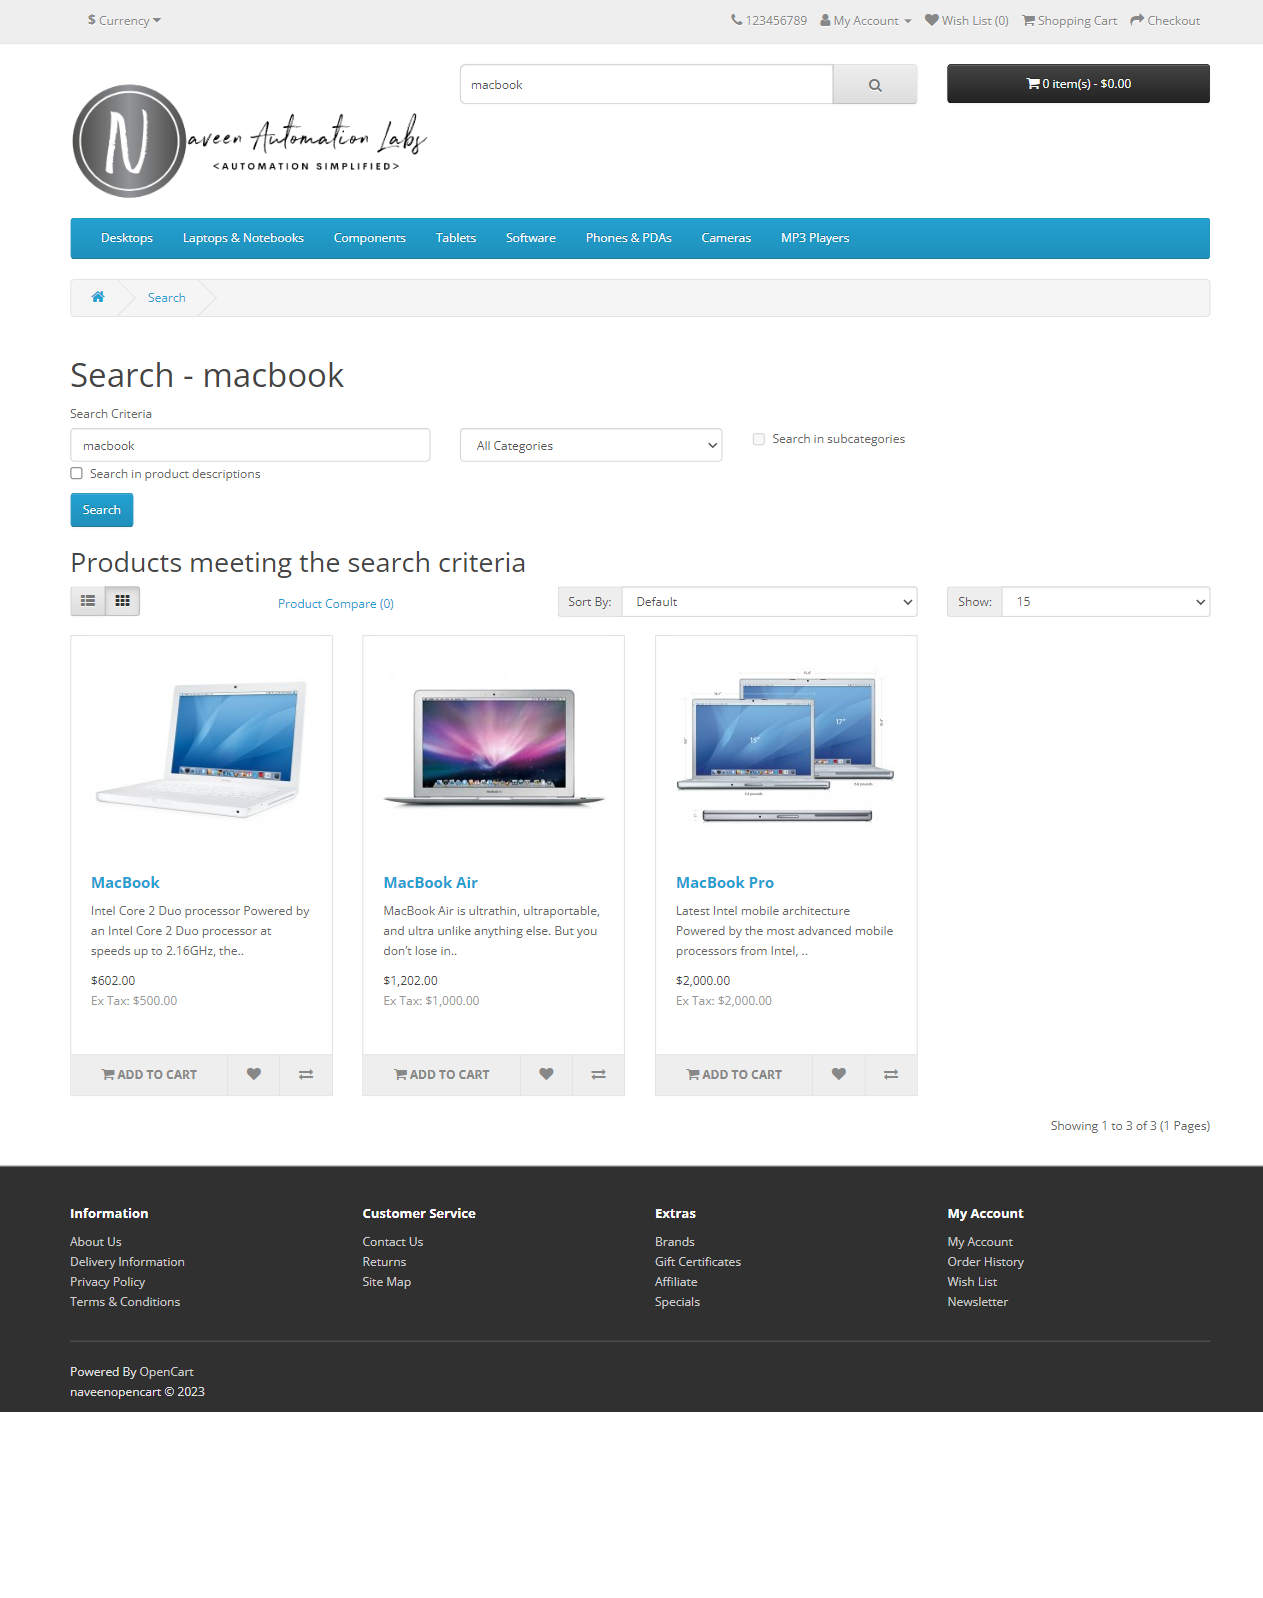 $ Currency
123456789 My Account Wish List (0) Shopping Cart Checkout
macbook
0 item(s) - $0.00
N
aveen Automation Labs
<AUTOMATION SIMPLIFIED>
Desktops Laptops & Notebooks Components Tablets Software Phones & PDAs Cameras MP3 Players
Search
Search - macbook
Search Criteria
macbook
All Categories
Search in subcategories
Search in product descriptions
Search
Products meeting the search criteria
Product Compare (0)
Sort By: Default
Show: 15
15"
17"
MacBook
Intel Core 2 Duo processor Powered by
an Intel Core 2 Duo processor at
speeds up to 2.16GHz, the..
$602.00
Ex Tax: $500.00
ADD TO CART
MacBook Air
MacBook Air is ultrathin, ultraportable,
and ultra unlike anything else. But you
don’t lose in..
$1,202.00
Ex Tax: $1,000.00
ADD TO CART
MacBook Pro
Latest Intel mobile architecture
Powered by the most advanced mobile
processors from Intel, ..
$2,000.00
Ex Tax: $2,000.00
ADD TO CART
Showing 1 to 3 of 3 (1 Pages)
Information
About Us
Delivery Information
Privacy Policy
Terms & Conditions
Customer Service
Contact Us
Returns
Site Map
Extras
Brands
Gift Certificates
Affiliate
Specials
My Account
My Account
Order History
Wish List
Newsletter
Powered By OpenCart
naveenopencart © 2023